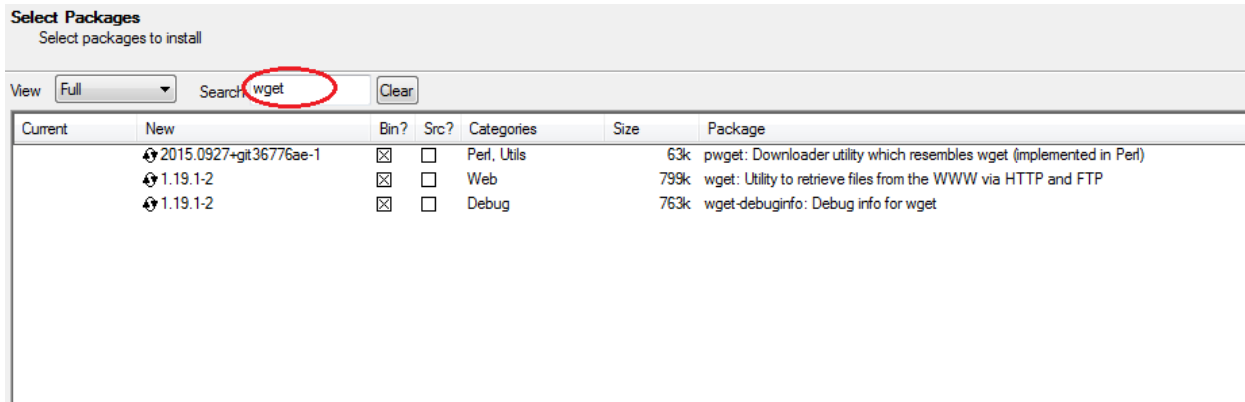 Select Packages
Select packages to install
View Full Search wget Clear
Current New Bin? Src? Categories Size Package
2015.0927+git36776ae-1 Perl, Utils 63k pwget: Downloader utility which resembles wget (implemented in Perl)
1.19.1-2 Web 799k wget: Utility to retrieve files from the WWW via HTTP and FTP
1.19.1-2 Debug 763k wget-debuginfo: Debug info for wget